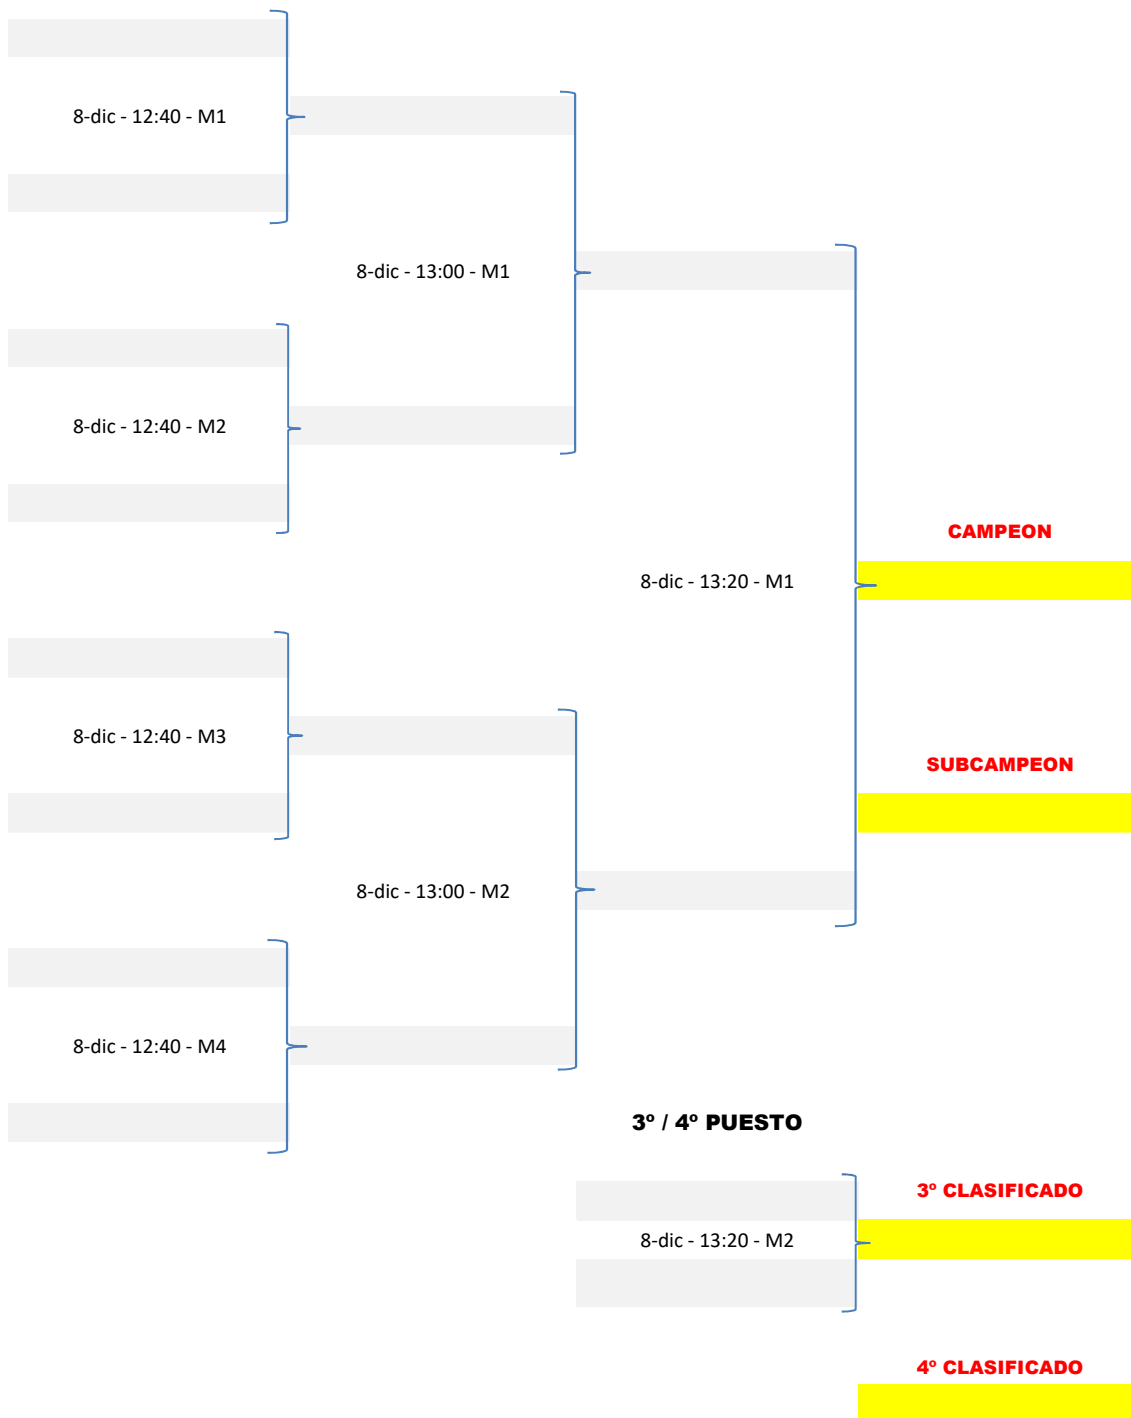 8-dic - 12:40 - M1
8-dic - 13:00 - M1
8-dic - 12:40 - M2
CAMPEON
8-dic - 13:20 - M1
8-dic - 12:40 - M3
SUBCAMPEON
8-dic - 13:00 - M2
8-dic - 12:40 - M4
3º / 4º PUESTO
3º CLASIFICADO
8-dic - 13:20 - M2
4º CLASIFICADO